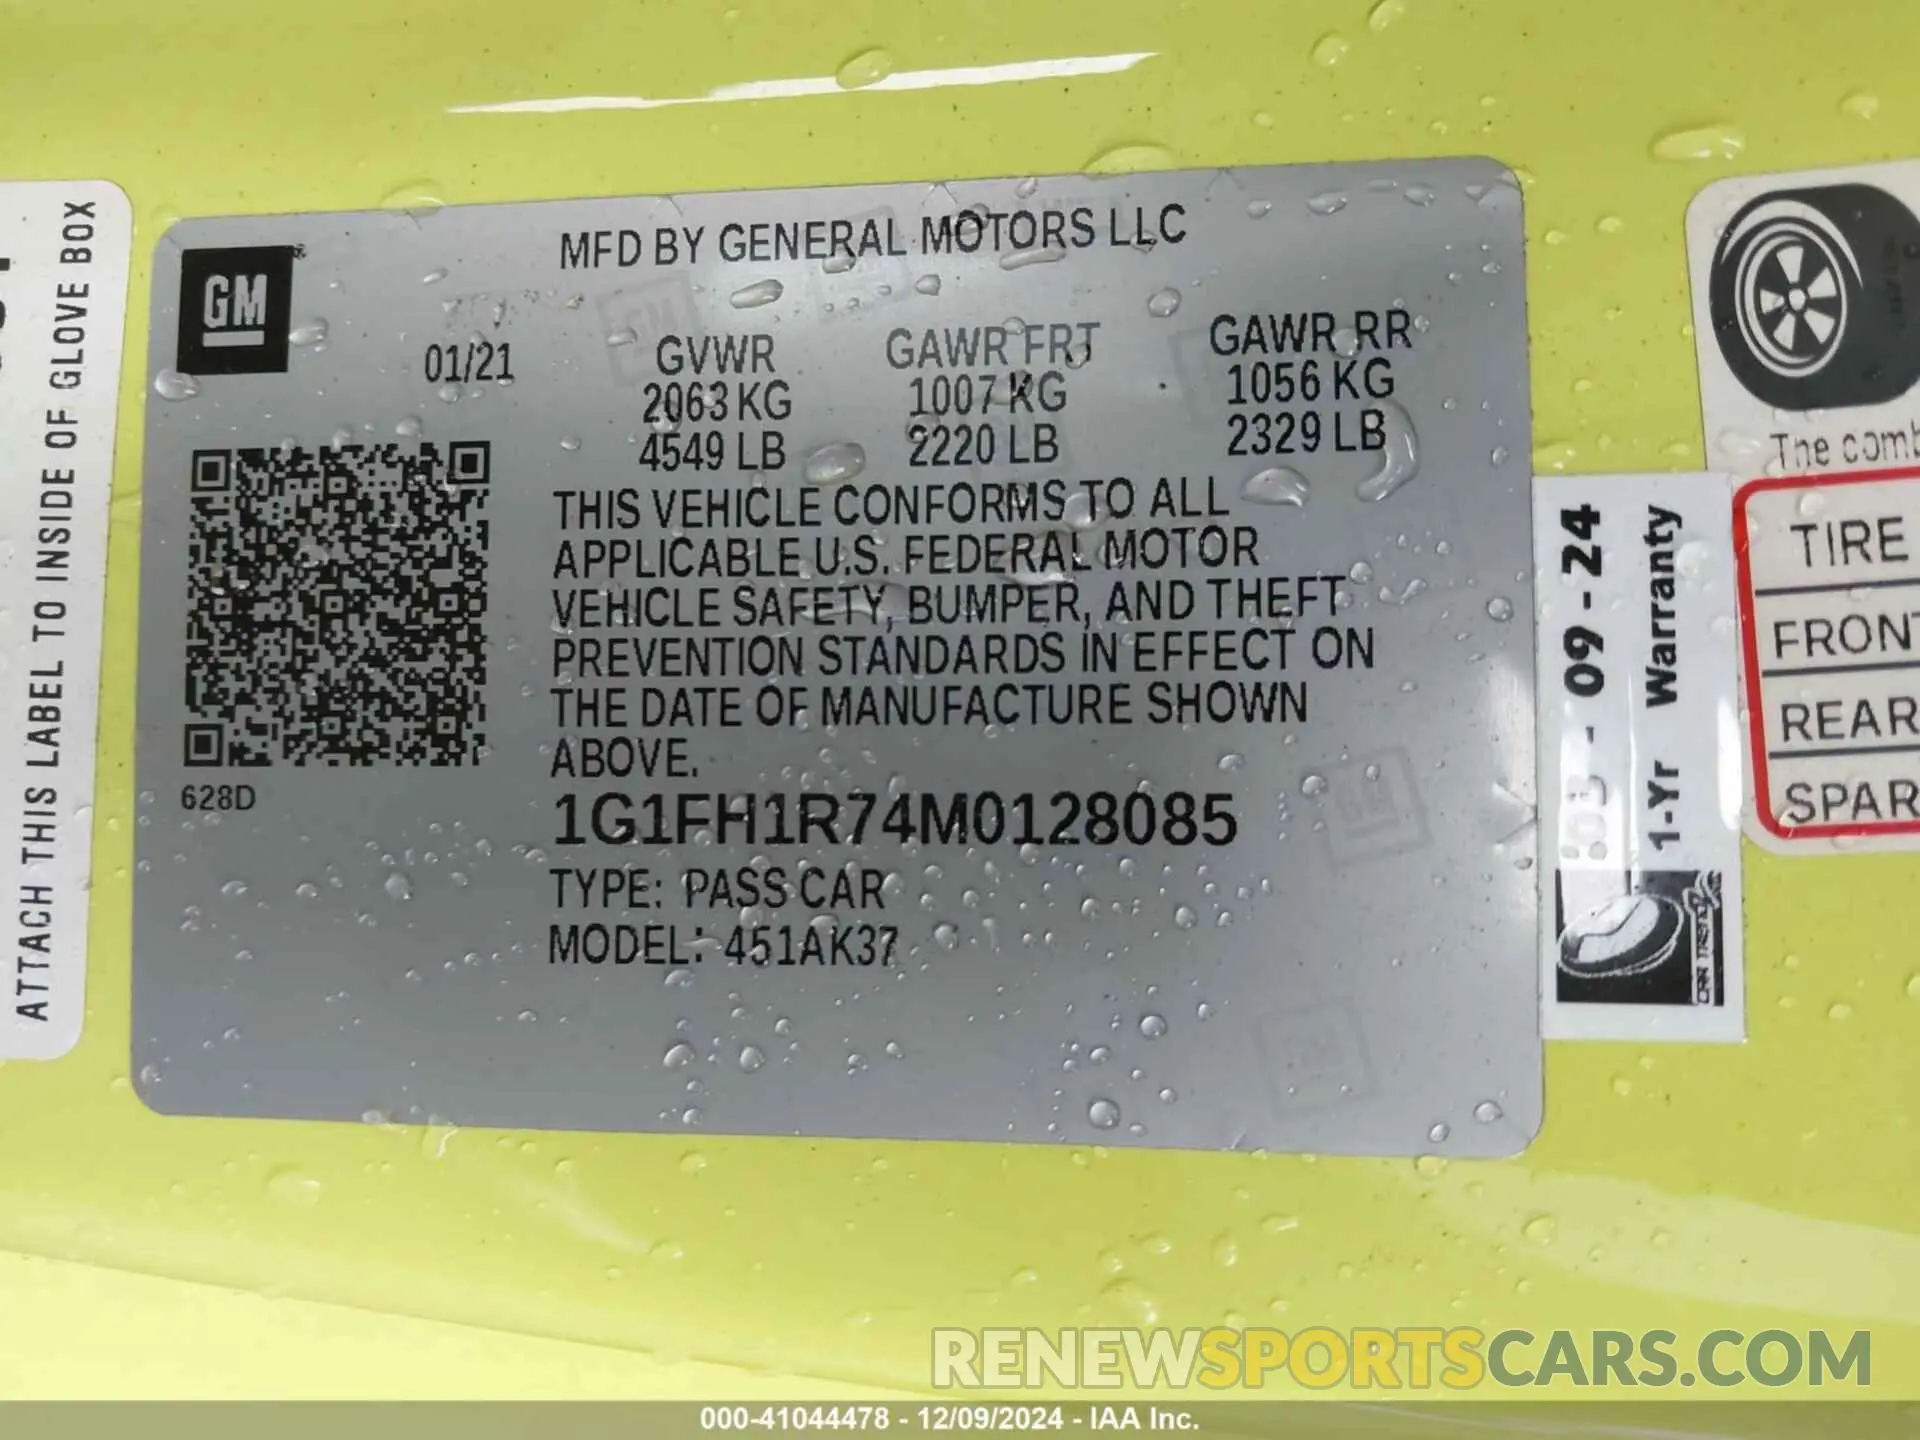 ATTACH THIS LABEL TO INSIDE OF GLOVE BOX
GM
MFD BY GENERAL MOTORS LLC
01/21
GVWR
2063 KG
4549 LB
GAWR FRT
1007 KG
2220 LB
GAWR RR
1056 KG
2329 LB
THIS VEHICLE CONFORMS TO ALL
APPLICABLE U.S. FEDERAL MOTOR
VEHICLE SAFETY, BUMPER, AND THEFT
PREVENTION STANDARDS IN EFFECT ON
THE DATE OF MANUFACTURE SHOWN
ABOVE.
628D
1G1FH1R74M0128085
TYPE: PASS CAR
MODEL: 451AK37
09 - 24
1-Yr Warranty
The
TIRE
FRONT
REAR
RENEWSPORTSCARS.COM
000-41044478 - 12/09/2024 - IAA Inc.